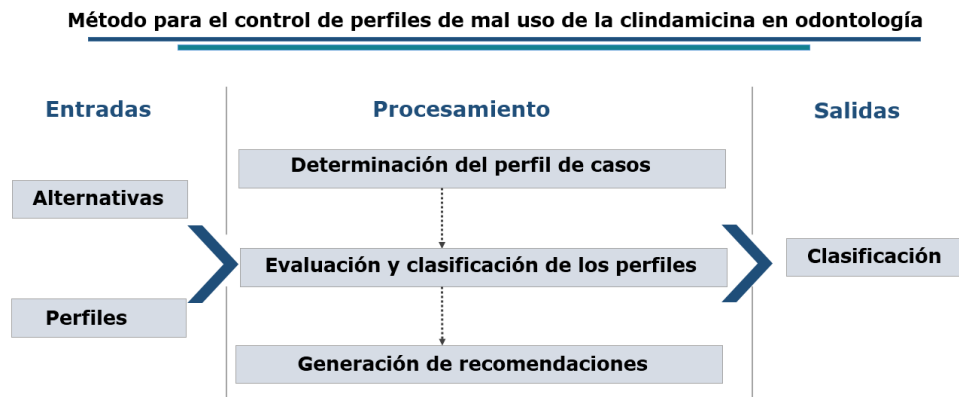 Método para el control de perfiles de mal uso de la clindamicina en odontología
Entradas
Procesamiento
Salidas
Alternativas
Perfiles
Determinación del perfil de casos
Evaluación y clasificación de los perfiles
Generación de recomendaciones
Clasificación